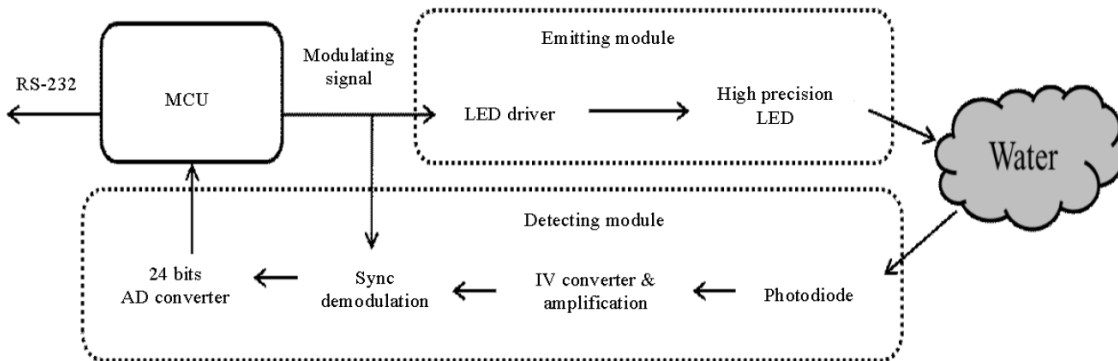 Emitting module
Modulating
signal
RS-232
MCU
LED driver
High precision
LED
Water
Detecting module
24 bits
AD converter
Sync
demodulation
IV converter &
amplification
Photodiode